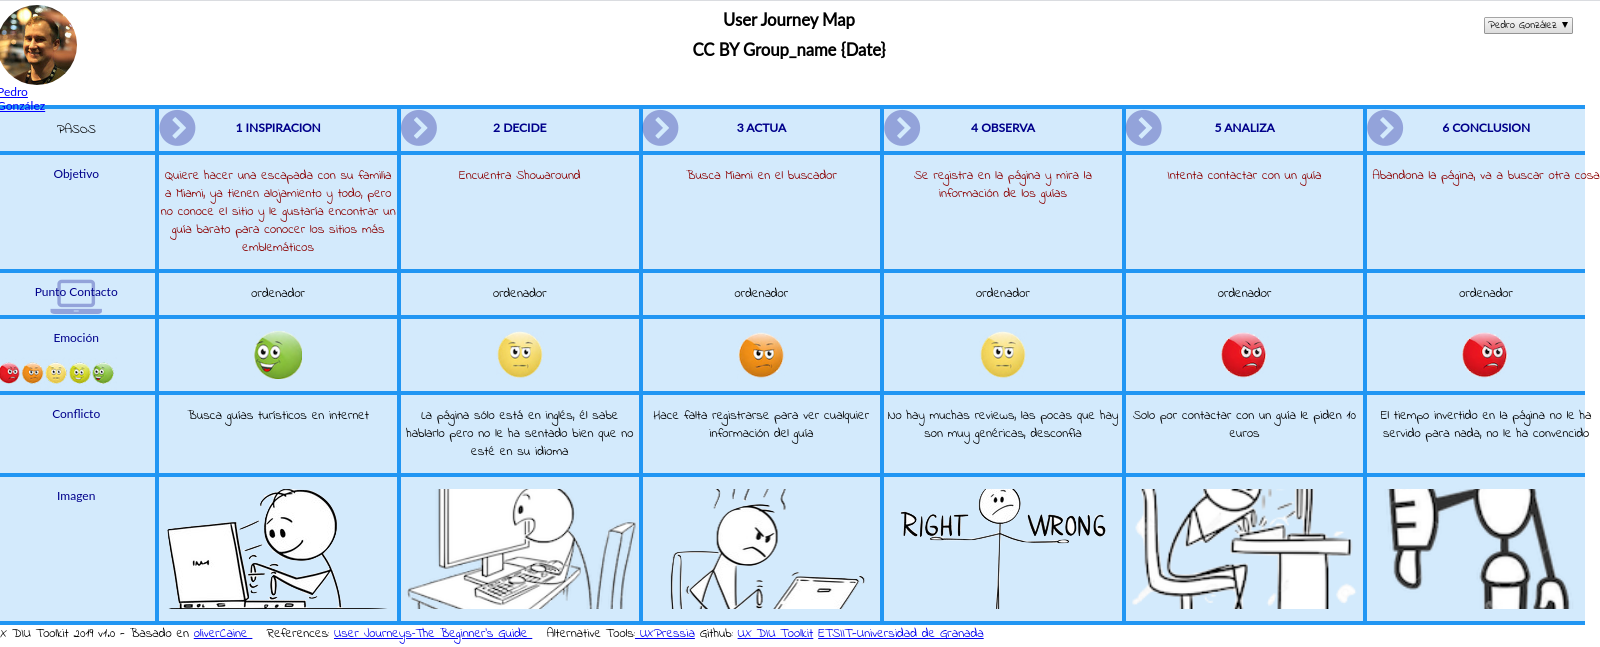 User Journey Map
Pedro González ▼
CC BY Group_name {Date}
Pedro
González
PASOS
1 INSPIRACION
2 DECIDE
3 ACTUA
4 OBSERVA
5 ANALIZA
6 CONCLUSION
Objetivo
Quiere hacer una escapada con su familia
a Miami, ya tienen alojamiento y todo, pero
no conoce el sitio y le gustaría encontrar un
guía barato para conocer los sitios más
emblemáticos
Encuentra Showaround
Busca Miami en el buscador
Se registra en la página y mira la
información de los guías
Intenta contactar con un guía
Abandona la página, va a buscar otra cosa
Punto Contacto
ordenador
ordenador
ordenador
ordenador
ordenador
ordenador
Emoción
Conflicto
Busca guías turísticos en internet
La página sólo está en inglés, él sabe
hablarlo pero no le ha sentado bien que no
esté en su idioma
Hace falta registrarse para ver cualquier
información del guía
No hay muchas reviews, las pocas que hay
son muy genéricas, desconfía
Solo por contactar con un guía le piden 10
euros
El tiempo invertido en la página no le ha
servido para nada, no le ha convencido
Imagen
RIGHT WRONG
X DIU Toolkit 2019 v1.0 - Basado en oliverCaine References: User Journeys-The Beginner's Guide Alternative Tools: UXPressia Github: UX DIU Toolkit ETSIIT-Universidad de Granada